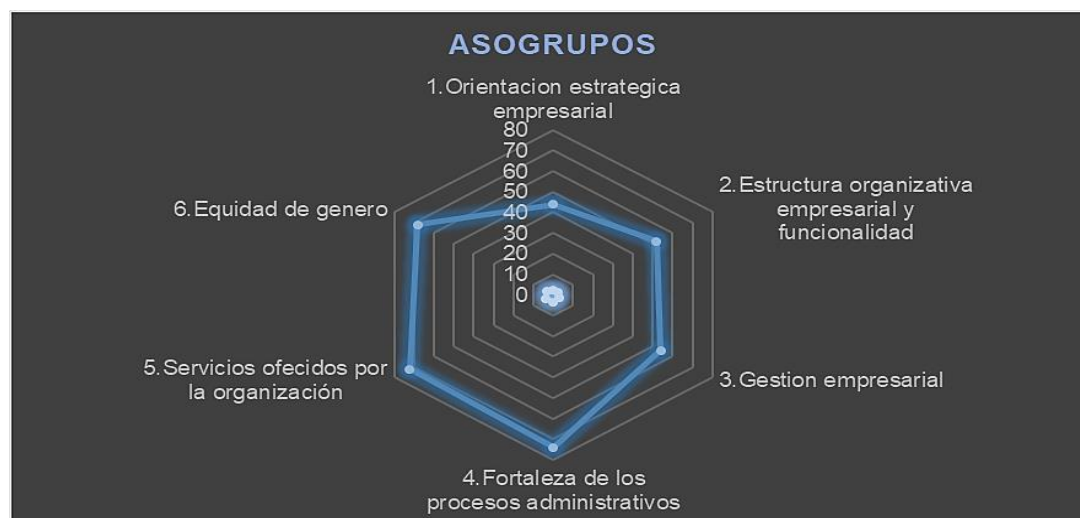 ASOGRUPOS
1.Orientacion estrategica
empresarial
80
70
60
50
40
30
20
10
0
2.Estructura organizativa
empresarial y
funcionalidad
3.Gestion empresarial
4.Fortaleza de los
procesos administrativos
5.Servicios ofecidos por
la organización
6.Equidad de genero